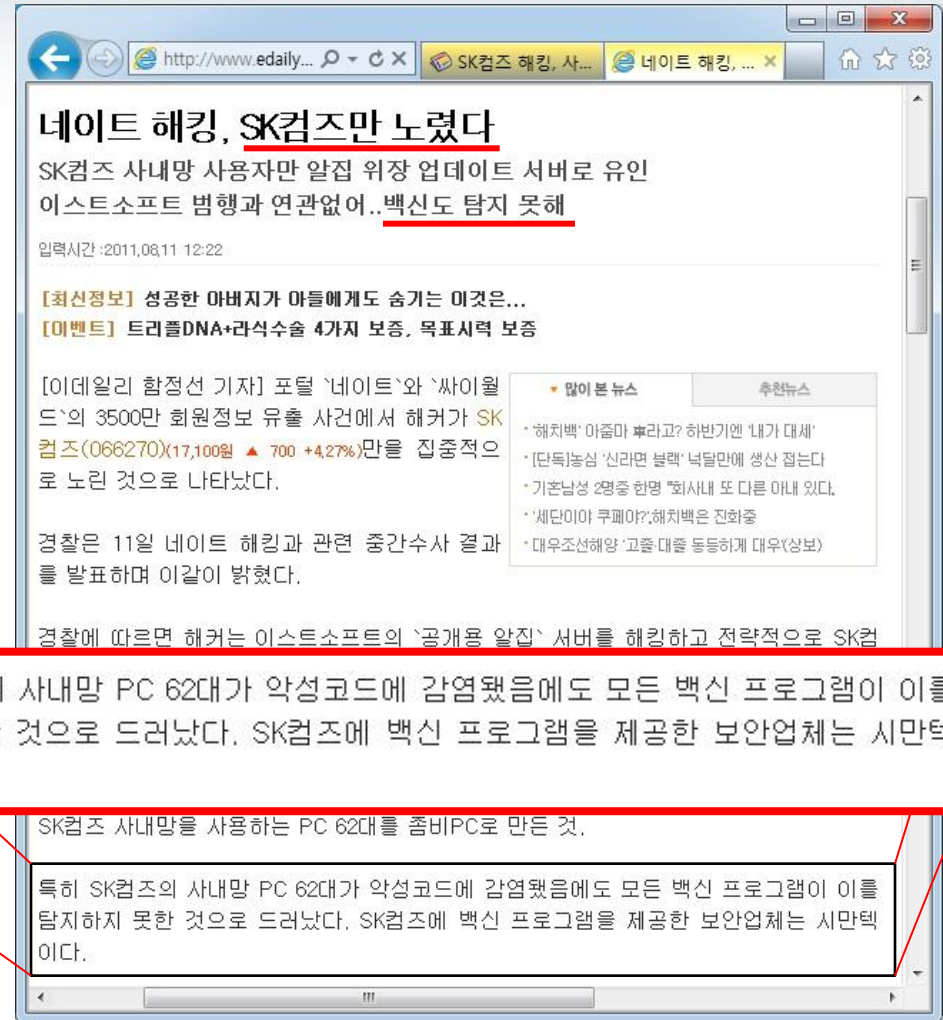 http://www.edaily...
SK컴즈 해킹, 사...
네이트 해킹, ...
네이트 해킹, SK컴즈만 노렸다
SK컴즈 사내망 사용자만 알집 위장 업데이트 서버로 유인
이스트소프트 범행과 연관없어..백신도 탐지 못해
입력시간 :2011,08,11 12:22
[최신정보] 성공한 아버지가 아들에게도 숨기는 이것은...
[이벤트] 트리플DNA+라식수술 4가지 보증, 목표시력 보증
[이데일리 함정선 기자] 포털 `네이트`와 `싸이월
드`의 3500만 회원정보 유출 사건에서 해커가 SK
컴즈(066270)(17,100원 ▲ 700 +4,27%)만을 집중적으
로 노린 것으로 나타났다.
경찰은 11일 네이트 해킹과 관련 중간수사 결과
를 발표하며 이같이 밝혔다.
많이 본 뉴스
추천뉴스
'해치백' 아줌마 車라고? 하반기엔 '내가 대세'
[단독]농심 '신라면 블랙' 넉달만에 생산 접는다
기혼남성 2명중 한명 "회사내 또 다른 아내 있다,
'세단이야 쿠페야?',해치백은 진화중
대우조선해양 '고졸·대졸 동등하게 대우'(상보)
경찰에 따르면 해커는 이스트소프트의 `공개용 알집` 서버를 해킹하고 전략적으로 SK컴
사내망 PC 62대가 악성코드에 감염됐음에도 모든 백신 프로그램이 이를
것으로 드러났다. SK컴즈에 백신 프로그램을 제공한 보안업체는 시만텍
SK컴즈 사내망을 사용하는 PC 62대를 좀비PC로 만든 것.
특히 SK컴즈의 사내망 PC 62대가 악성코드에 감염됐음에도 모든 백신 프로그램이 이를
탐지하지 못한 것으로 드러났다. SK컴즈에 백신 프로그램을 제공한 보안업체는 시만텍
이다.